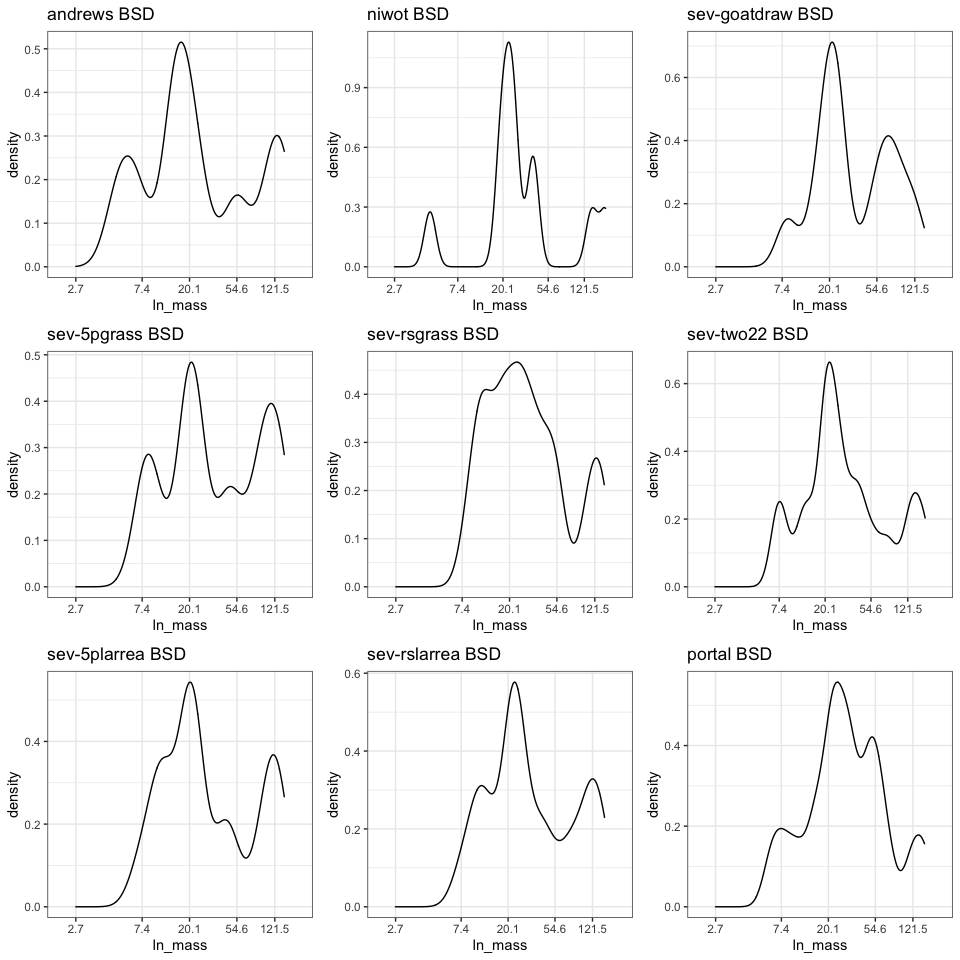 andrews BSD
density
0.5
0.4
0.3
0.2
0.1
0.0
2.7 7.4 20.1 54.6 121.5
ln_mass
niwot BSD
density
0.9
0.6
0.3
0.0
2.7 7.4 20.1 54.6 121.5
ln_mass
sev-goatdraw BSD
density
0.6
0.4
0.2
0.0
2.7 7.4 20.1 54.6 121.5
ln_mass
sev-5pgrass BSD
density
0.5
0.4
0.3
0.2
0.1
0.0
2.7 7.4 20.1 54.6 121.5
ln_mass
sev-rsgrass BSD
density
0.4
0.3
0.2
0.1
0.0
2.7 7.4 20.1 54.6 121.5
ln_mass
sev-two22 BSD
density
0.6
0.4
0.2
0.0
2.7 7.4 20.1 54.6 121.5
ln_mass
sev-5plarrea BSD
density
0.4
0.2
0.0
2.7 7.4 20.1 54.6 121.5
ln_mass
sev-rslarrea BSD
density
0.6
0.4
0.2
0.0
2.7 7.4 20.1 54.6 121.5
ln_mass
portal BSD
density
0.4
0.2
0.0
2.7 7.4 20.1 54.6 121.5
ln_mass